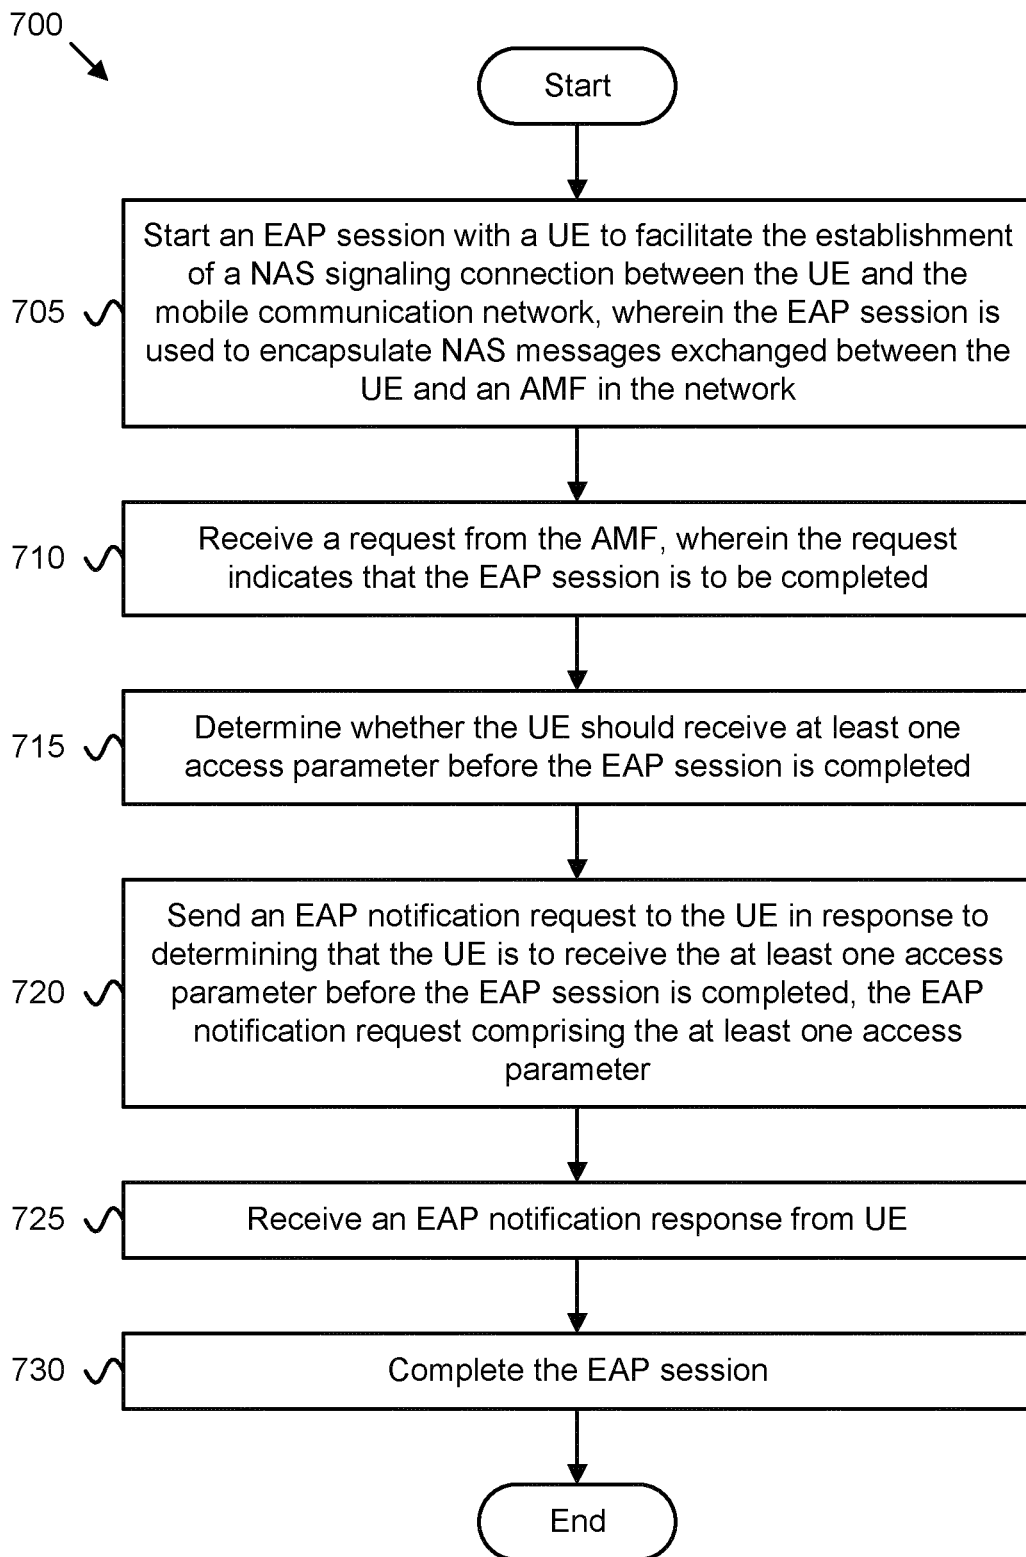 700
Start
Start an EAP session with a UE to facilitate the establishment
of a NAS signaling connection between the UE and the
mobile communication network, wherein the EAP session is
used to encapsulate NAS messages exchanged between the
UE and an AMF in the network
705
Receive a request from the AMF, wherein the request
indicates that the EAP session is to be completed
710
Determine whether the UE should receive at least one
access parameter before the EAP session is completed
715
Send an EAP notification request to the UE in response to
determining that the UE is to receive the at least one access
parameter before the EAP session is completed, the EAP
notification request comprising the at least one access
parameter
720
Receive an EAP notification response from UE
725
Complete the EAP session
730
End